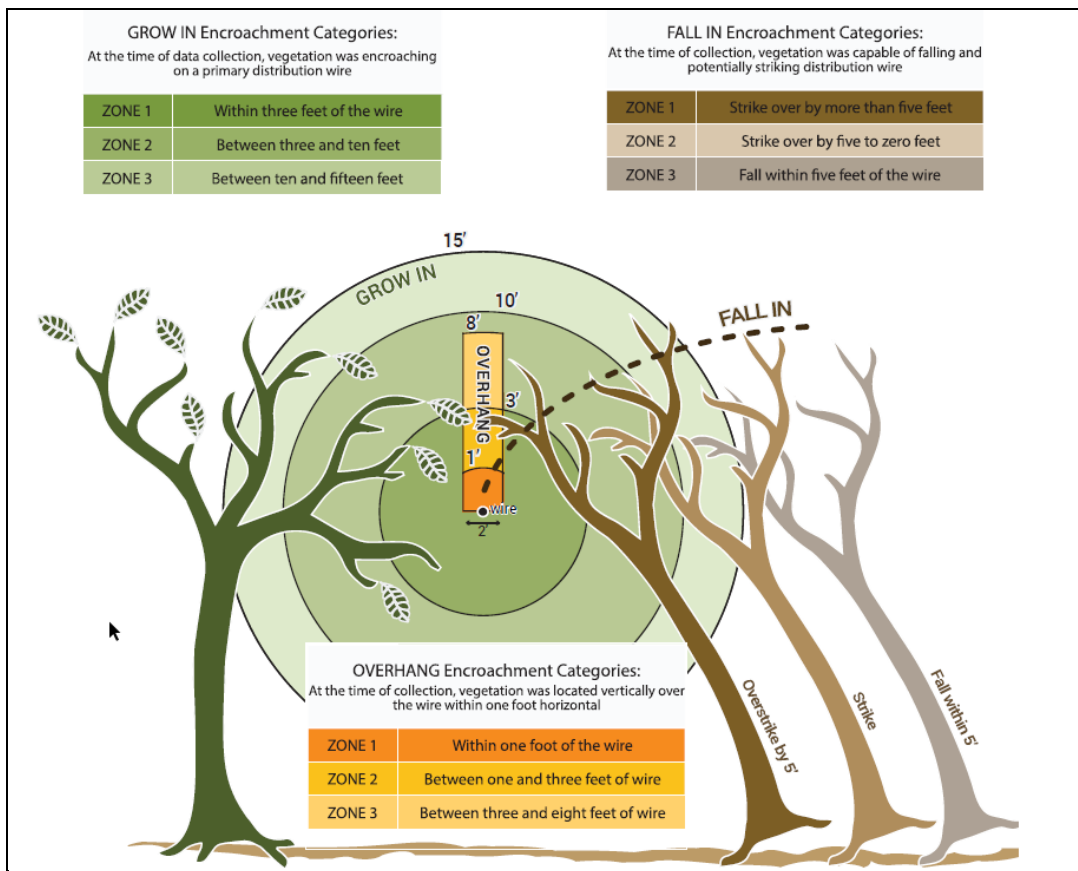 GROW IN Encroachment Categories:
At the time of data collection, vegetation was encroaching
on a primary distribution wire
ZONE 1 Within three feet of the wire
ZONE 2 Between three and ten feet
ZONE 3 Between ten and fifteen feet
FALL IN Encroachment Categories:
At the time of collection, vegetation was capable of falling and
potentially striking distribution wire
ZONE 1 Strike over by more than five feet
ZONE 2 Strike over by five to zero feet
ZONE 3 Fall within five feet of the wire
15′
GROW IN
10′
FALL IN
8′
OVERHANG
3′
1′
wire
2′
OVERHANG Encroachment Categories:
At the time of collection, vegetation was located vertically over
the wire within one foot horizontal
ZONE 1 Within one foot of the wire
ZONE 2 Between one and three feet of wire
ZONE 3 Between three and eight feet of wire
Overstrike by 5′
Strike
Fall within 5′